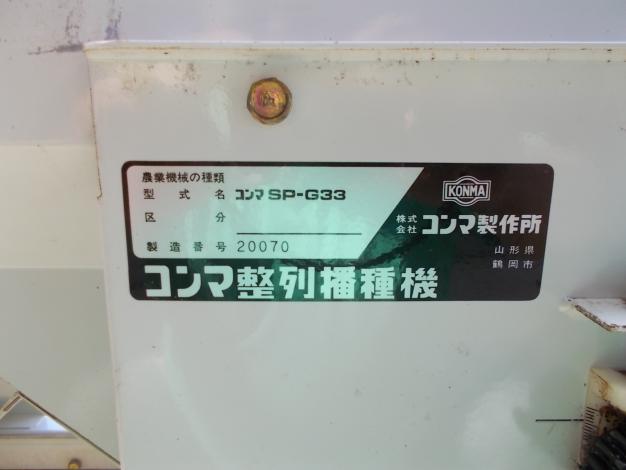 農業機械の種類
型式名 コンマ SP-G33
区分
製造番号 20070
コンマ整列播種機
KONMA
株式会社 コンマ製作所
山形県
鶴岡市